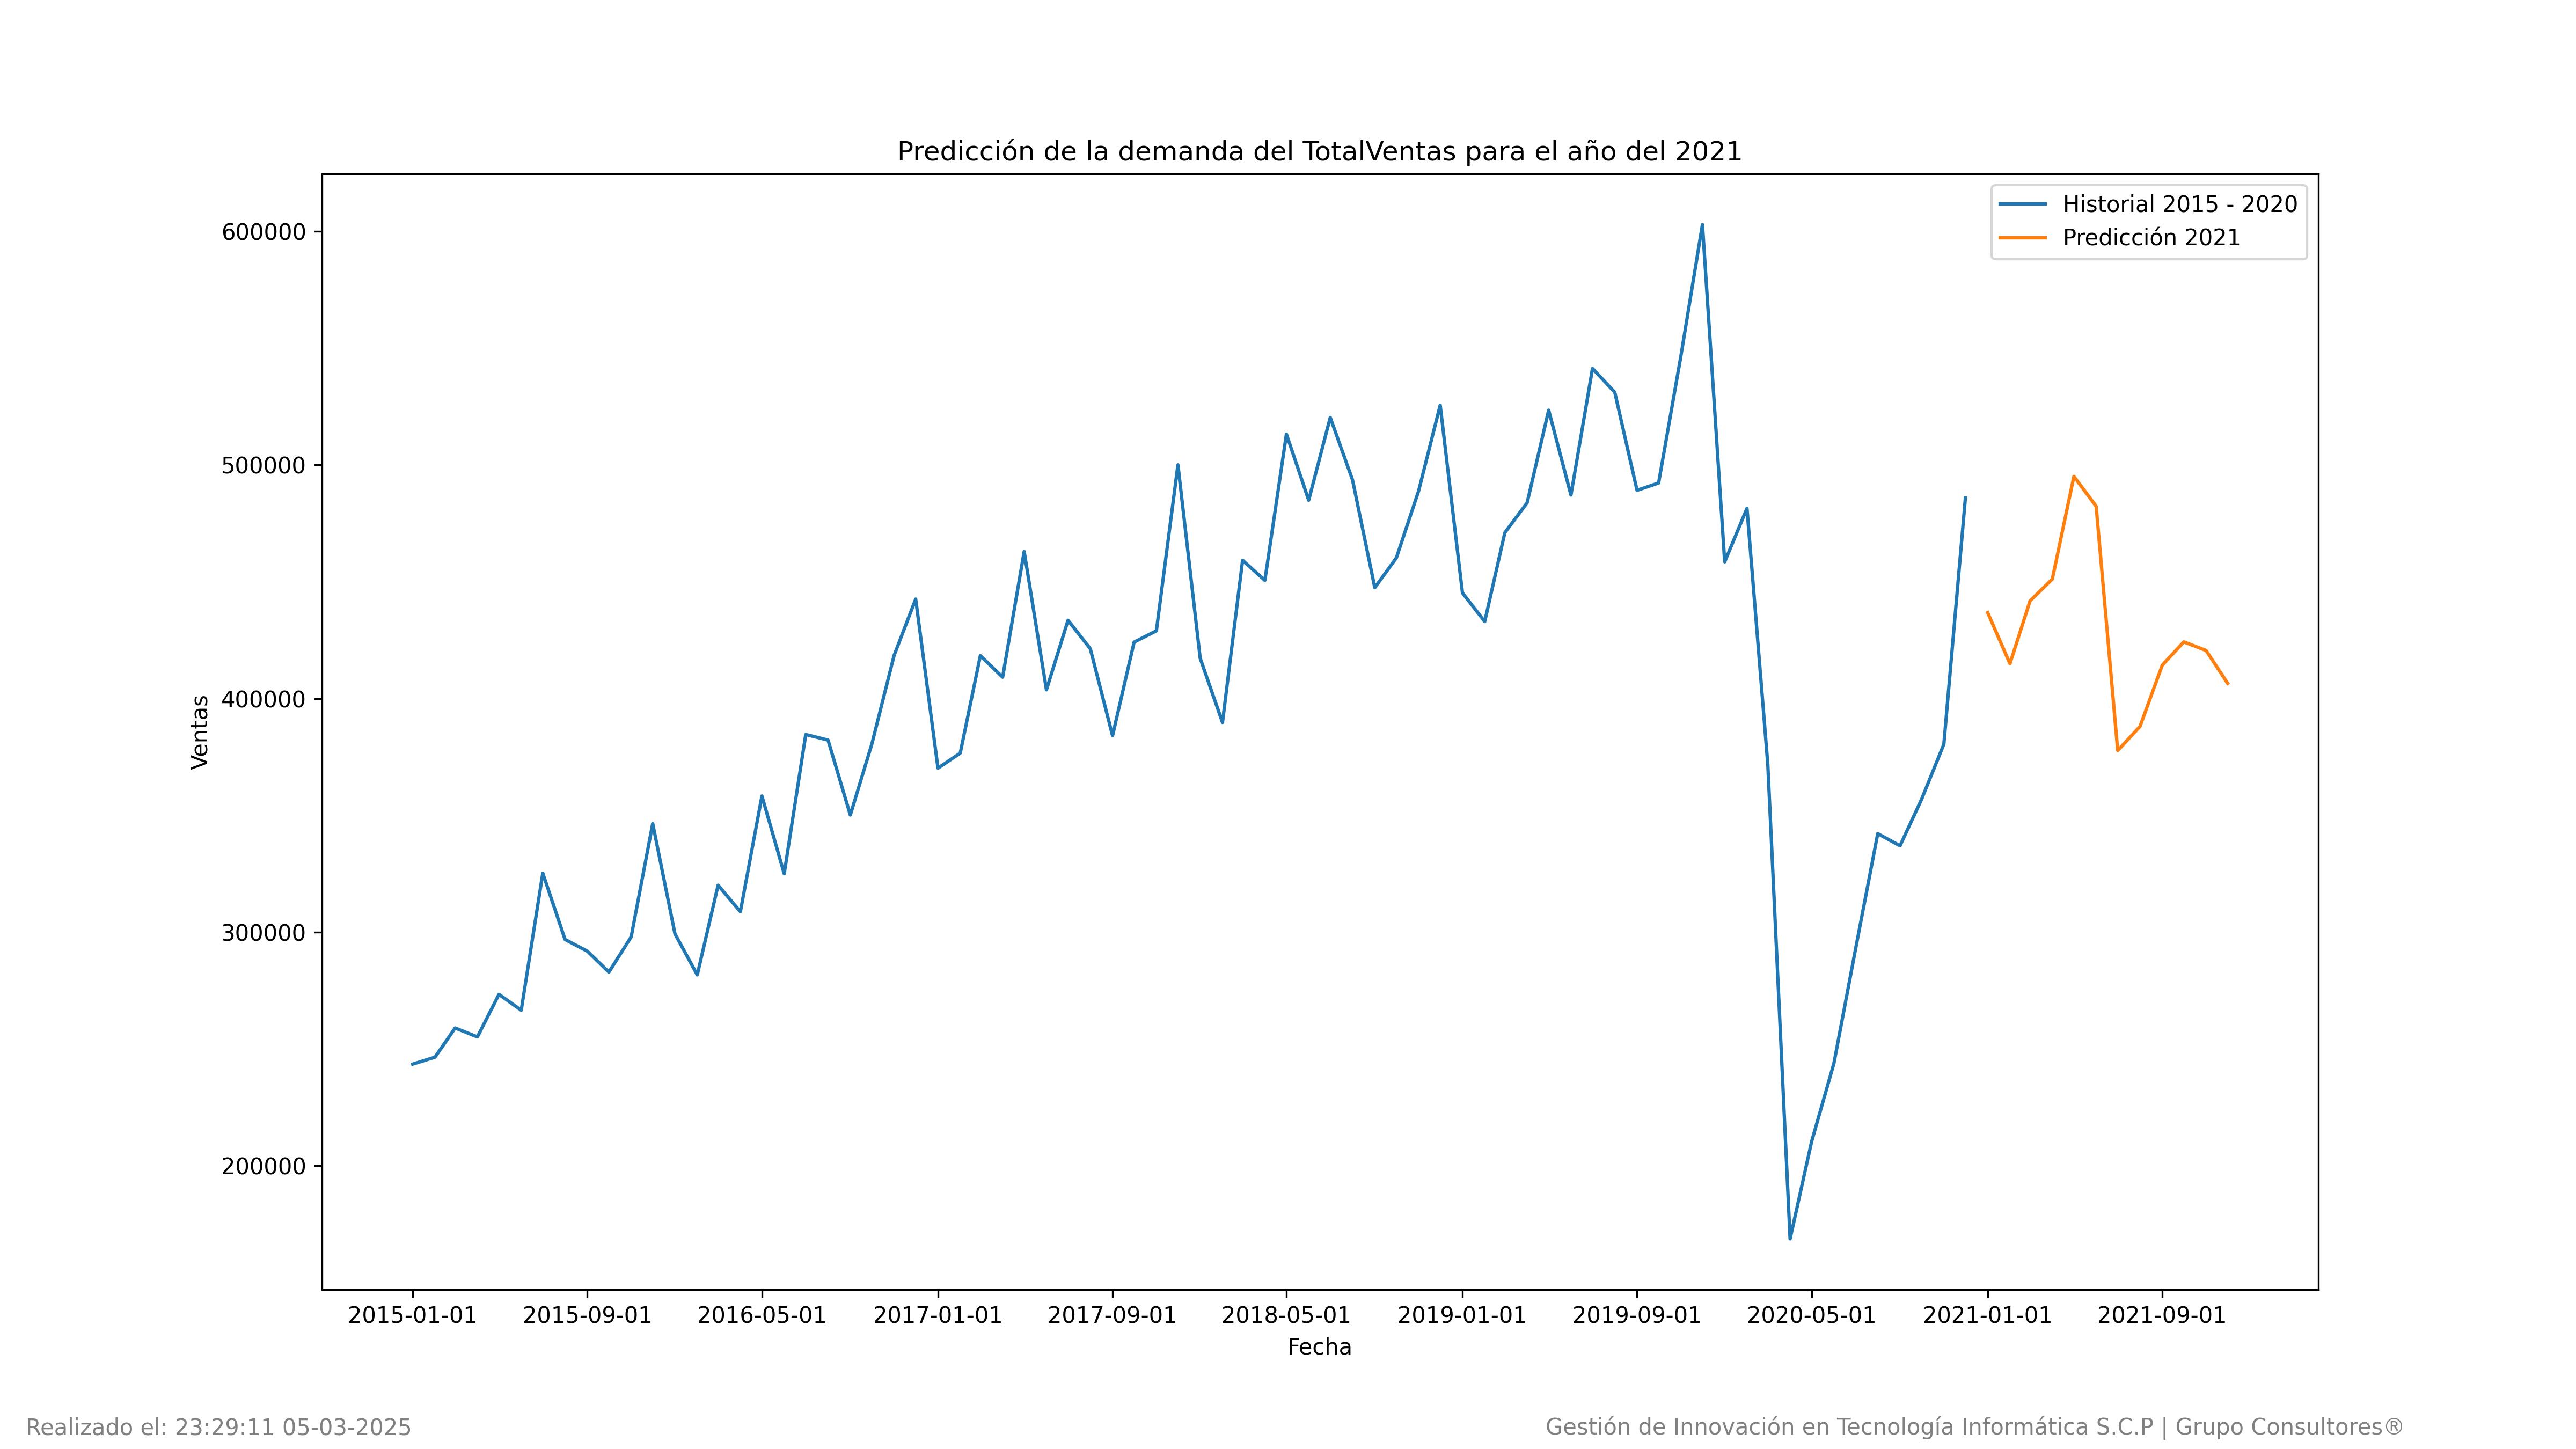 Predicción de la demanda del TotalVentas para el año del 2021
Historial 2015 - 2020
Predicción 2021
600000
500000
400000
300000
200000
Ventas
2015-01-01 2015-09-01 2016-05-01 2017-01-01 2017-09-01 2018-05-01 2019-01-01 2019-09-01 2020-05-01 2021-01-01 2021-09-01
Fecha
Realizado el: 23:29:11 05-03-2025 Gestión de Innovación en Tecnología Informática S.C.P | Grupo Consultores®